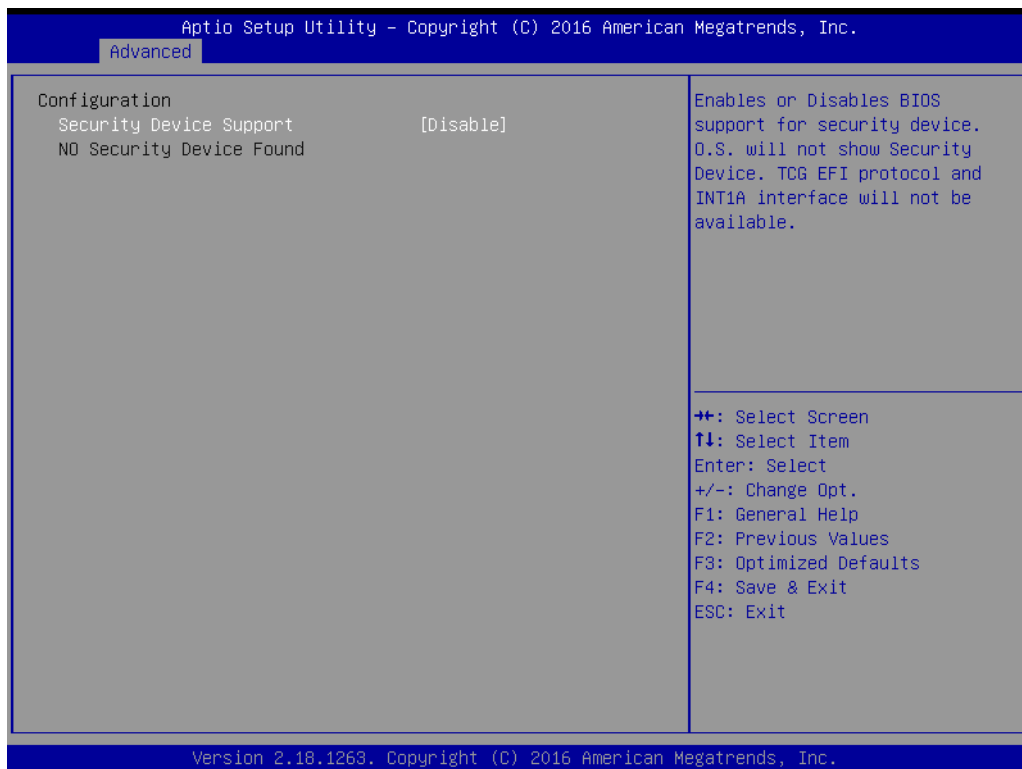 Aptio Setup Utility – Copyright (C) 2016 American Megatrends, Inc.
Advanced
Configuration
Security Device Support [Disable]
NO Security Device Found
Enables or Disables BIOS
support for security device.
O.S. will not show Security
Device. TCG EFI protocol and
INT1A interface will not be
available.
→←: Select Screen
↑↓: Select Item
Enter: Select
+/-: Change Opt.
F1: General Help
F2: Previous Values
F3: Optimized Defaults
F4: Save & Exit
ESC: Exit
Version 2.18.1263. Copyright (C) 2016 American Megatrends, Inc.